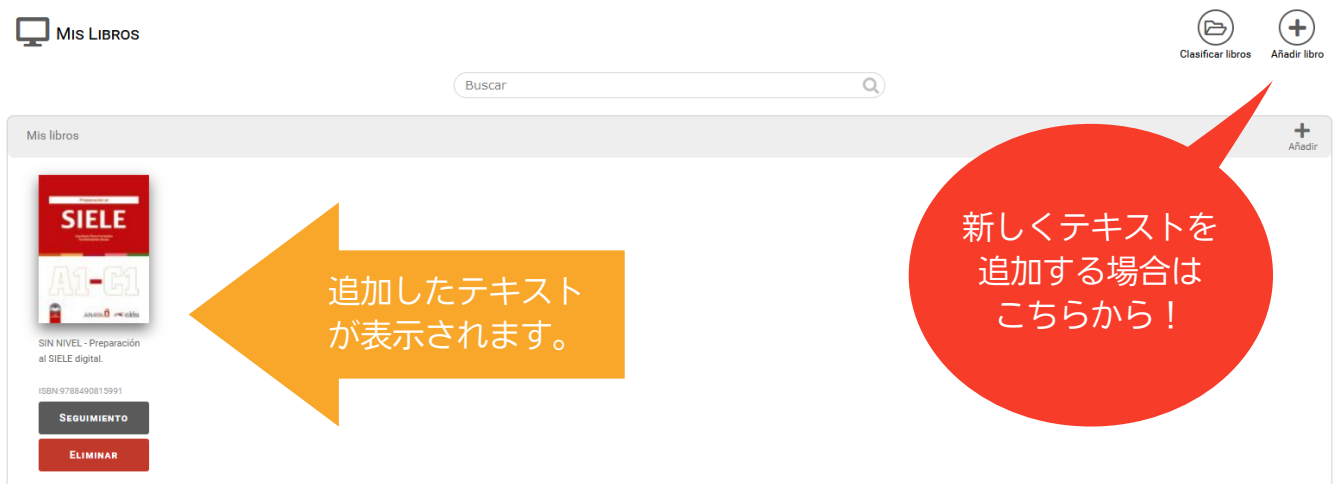 MIS LIBROS
Clasificar libros
Añadir libro
Buscar
Mis libros
Añadir
Preparación al
SIELE
A1-C1
ANAYA
SIN NIVEL - Preparación
al SIELE digital.
ISBN:9788490815991
SEGUIMIENTO
ELIMINAR
追加したテキスト
が表示されます。
新しくテキストを
追加する場合は
こちらから！